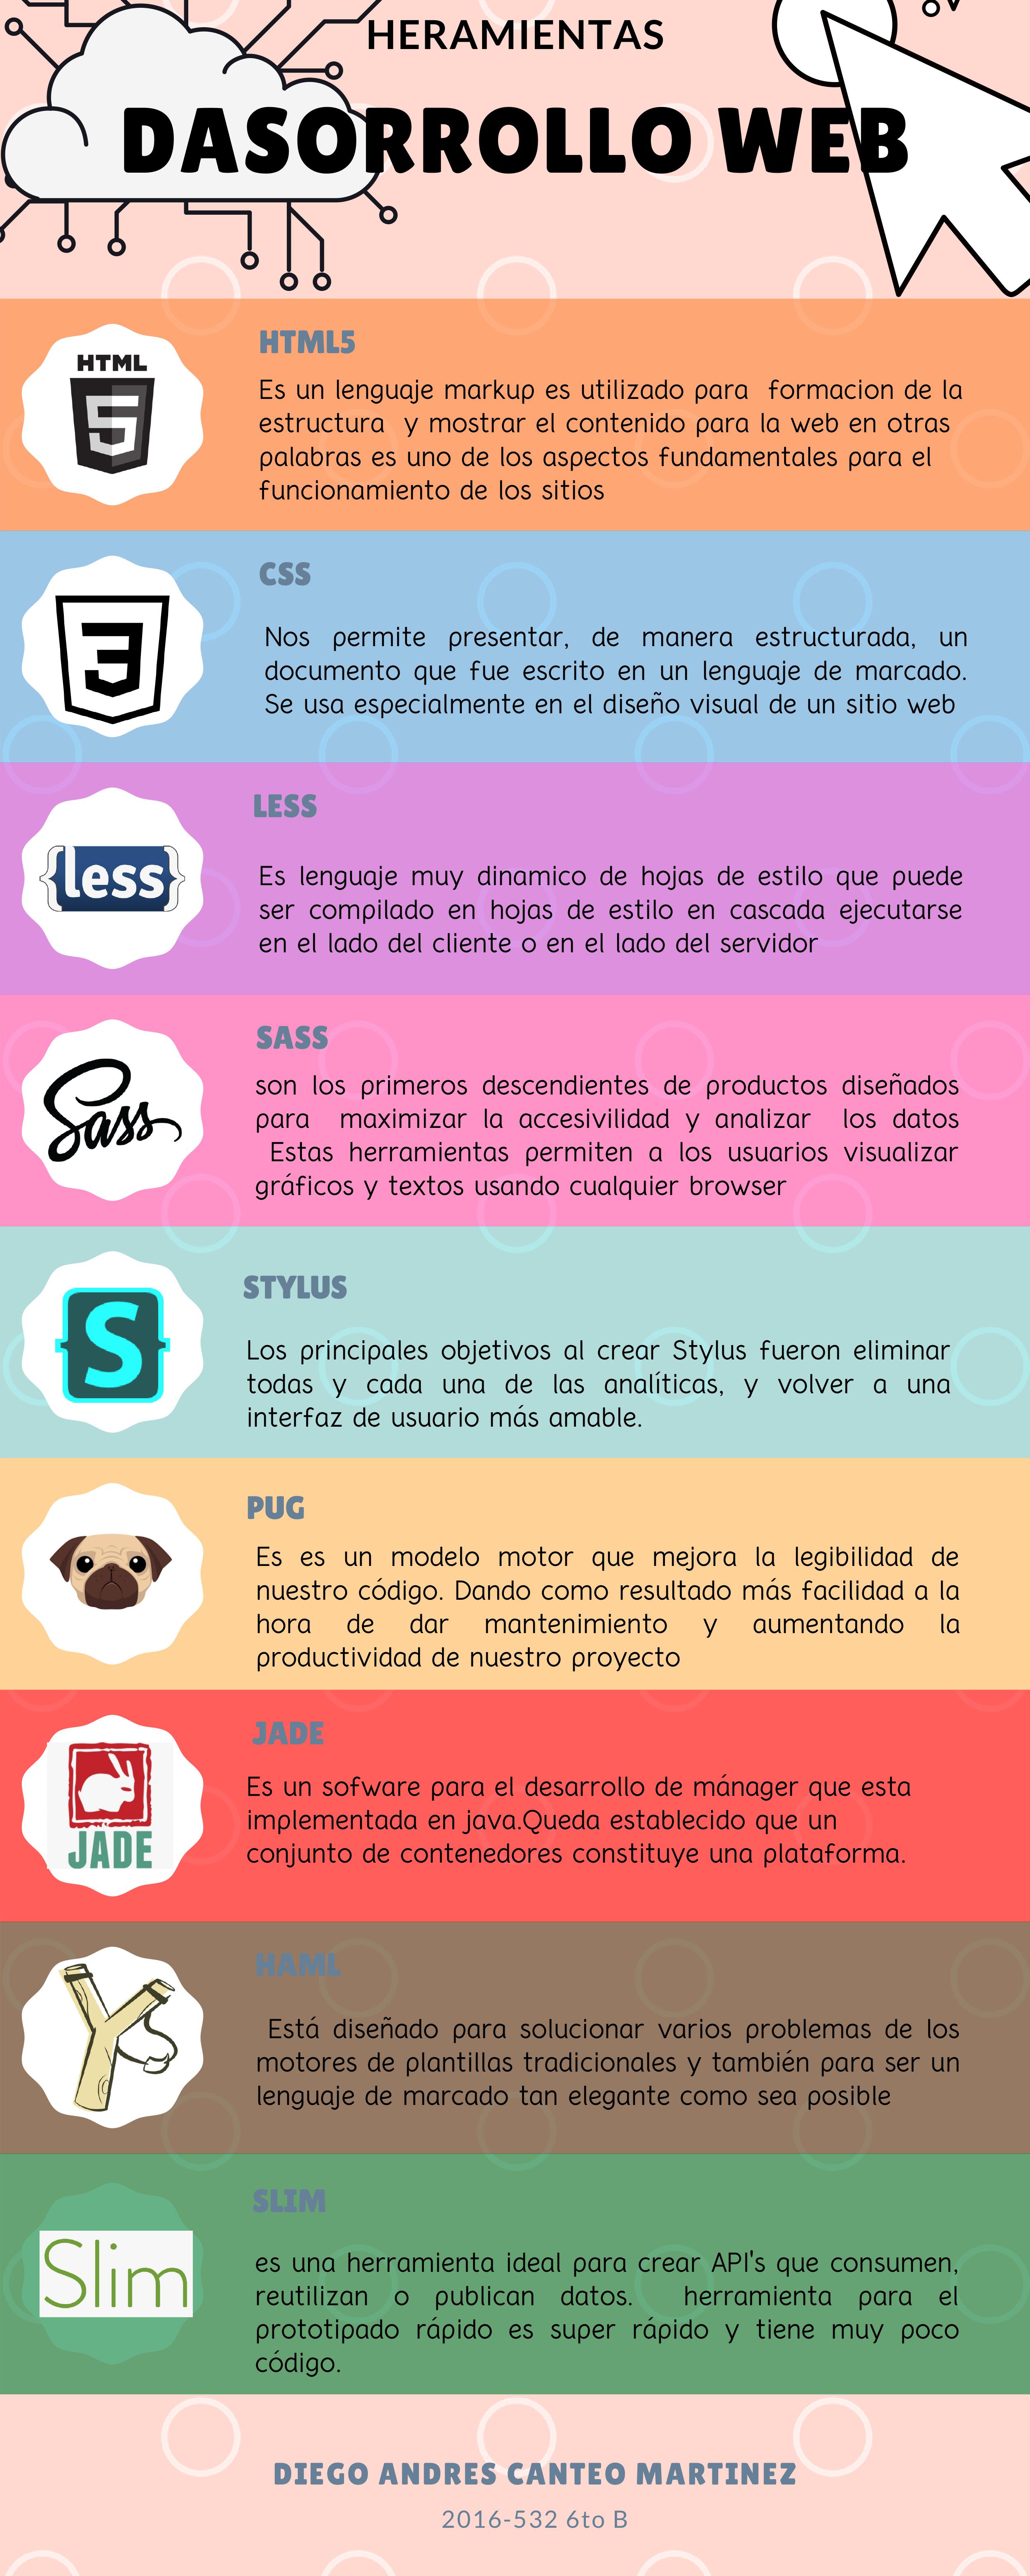 HERAMIENTAS
DASORROLLO WEB
HTML
5
HTML5
Es un lenguaje markup es utilizado para formacion de la
estructura y mostrar el contenido para la web en otras
palabras es uno de los aspectos fundamentales para el
funcionamiento de los sitios
3
CSS
Nos permite presentar, de manera estructurada, un
documento que fue escrito en un lenguaje de marcado.
Se usa especialmente en el diseño visual de un sitio web
{less}
LESS
Es lenguaje muy dinamico de hojas de estilo que puede
ser compilado en hojas de estilo en cascada ejecutarse
en el lado del cliente o en el lado del servidor
Sass
SASS
son los primeros descendientes de productos diseñados
para maximizar la accesivilidad y analizar los datos
Estas herramientas permiten a los usuarios visualizar
gráficos y textos usando cualquier browser
{S}
STYLUS
Los principales objetivos al crear Stylus fueron eliminar
todas y cada una de las analíticas, y volver a una
interfaz de usuario más amable.
PUG
Es es un modelo motor que mejora la legibilidad de
nuestro código. Dando como resultado más facilidad a la
hora de dar mantenimiento y aumentando la
productividad de nuestro proyecto
JADE
JADE
Es un sofware para el desarrollo de mánager que esta
implementada en java.Queda establecido que un
conjunto de contenedores constituye una plataforma.
HAML
Está diseñado para solucionar varios problemas de los
motores de plantillas tradicionales y también para ser un
lenguaje de marcado tan elegante como sea posible
Slim
SLIM
es una herramienta ideal para crear API's que consumen,
reutilizan o publican datos. herramienta para el
prototipado rápido es super rápido y tiene muy poco
código.
DIEGO ANDRES CANTEO MARTINEZ
2016-532 6to B